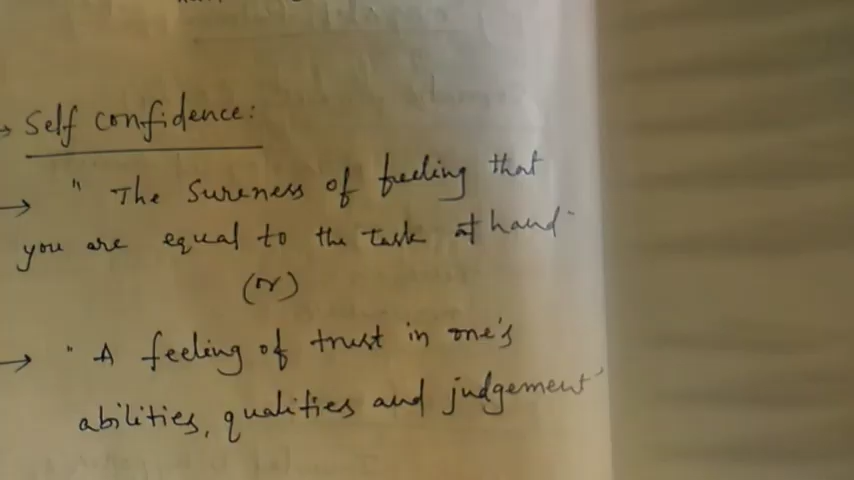 → Self confidence:
→ " The Sureness of feeling that
you are equal to the task at hand"
(or)
→ " A feeling of trust in one's
abilities, qualities and judgement"